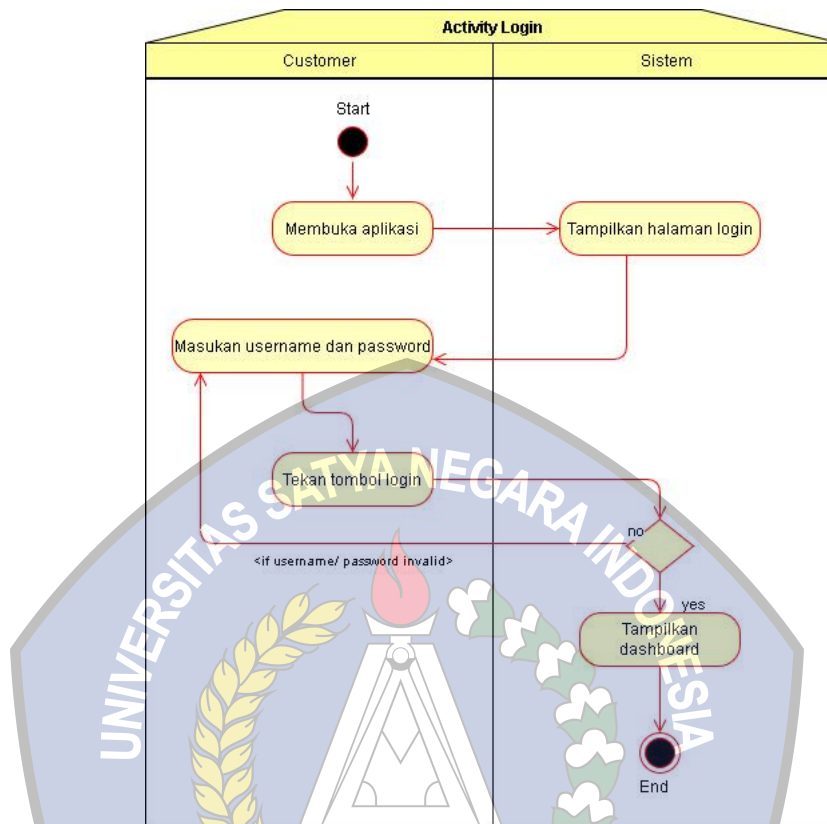 Activity Login
Customer
Sistem
Start
Membuka aplikasi
Tampilkan halaman login
Masukan username dan password
Tekan tombol login
no
<if username/ password invalid>
yes
Tampilkan
dashboard
End
UNIVERSITAS SATYA NEGARA INDONESIA